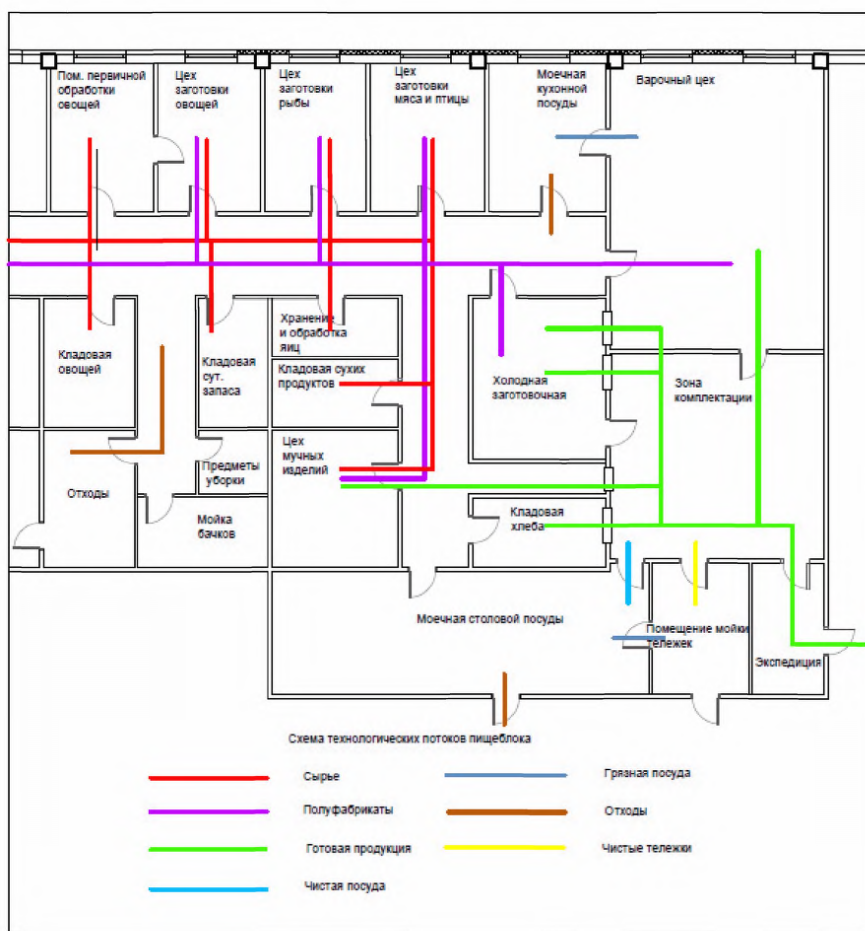 Пом. первичной
обработки
овощей
Цех
заготовки
овощей
Цех
заготовки
рыбы
Цех
заготовки
мяса и птицы
Моечная
кухонной
посуды
Варочный цех
Кладовая
овощей
Кладовая
сут.
запаса
Хранение
и обработка
яиц
Кладовая сухих
продуктов
Холодная
заготовочная
Зона
комплектации
Цех
мучных
изделий
Предметы
уборки
Отходы
Мойка
бачков
Кладовая
хлеба
Моечная столовой посуды
Помещение мойки
тележек
Экспедиция
Схема технологических потоков пищеблока
Сырье
Грязная посуда
Полуфабрикаты
Отходы
Готовая продукция
Чистые тележки
Чистая посуда